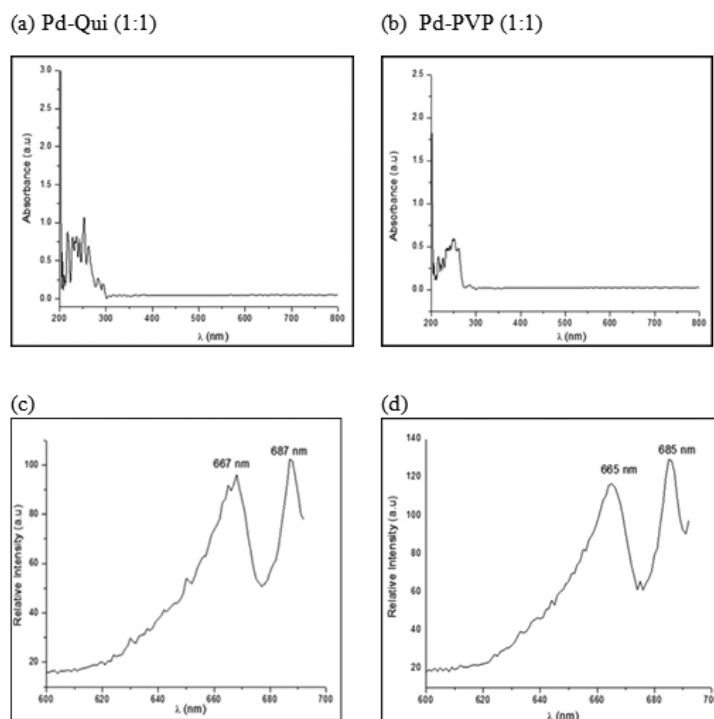 (a) Pd-Qui (1:1)
(b) Pd-PVP (1:1)
3.0
2.5
2.0
1.5
1.0
0.5
0.0
Absorbance (a.u)
200 300 400 500 600 700 800
λ (nm)
2.5
2.0
1.5
1.0
0.5
0.0
Absorbance (a.u)
200 300 400 500 600 700 800
λ (nm)
(c)
(d)
667 nm
687 nm
100
80
60
40
20
Relative Intensity (a.u)
600 620 640 660 680 700
λ (nm)
665 nm
685 nm
140
120
100
80
60
40
20
Relative Intensity (a.u)
600 620 640 660 680 700
λ (nm)